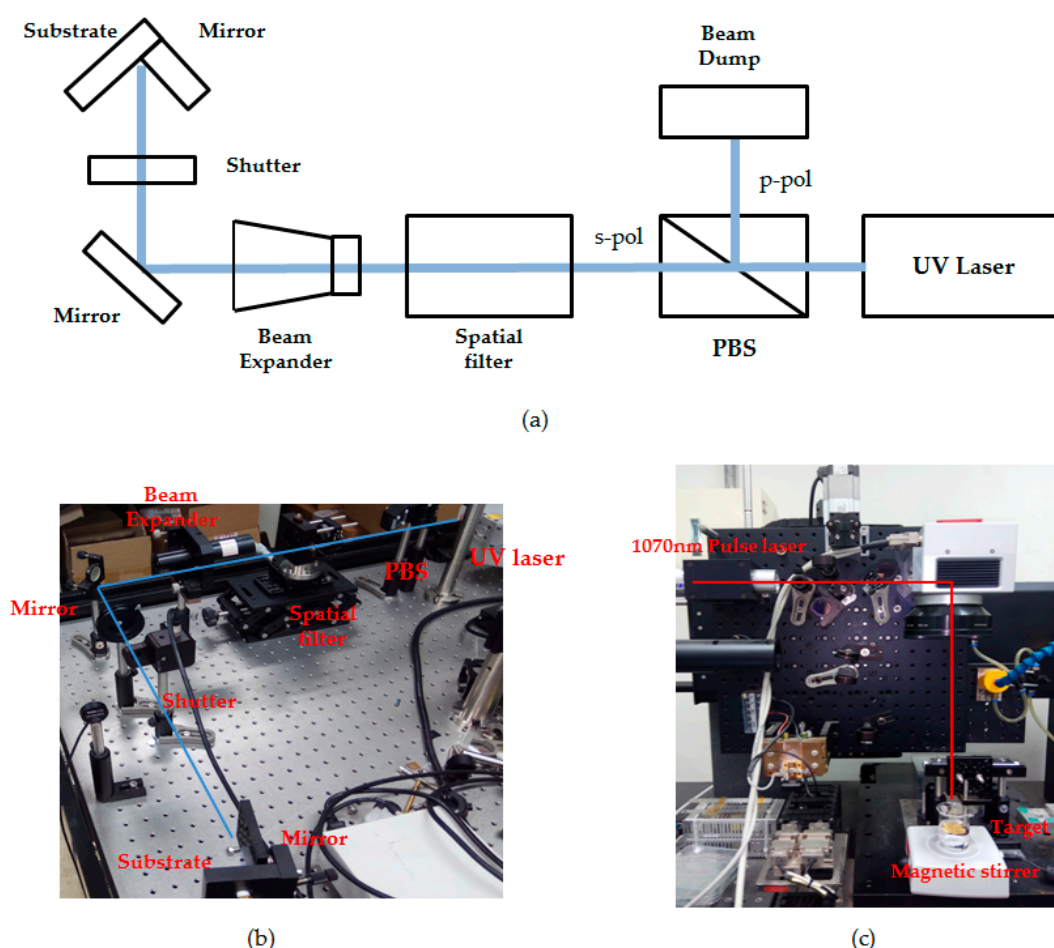 Substrate
Mirror
Beam
Dump
Shutter
p-pol
s-pol
UV Laser
Mirror
Beam
Expander
Spatial
filter
PBS
(a)
Beam
Expander
UV laser
PBS
Mirror
Spatial
filter
Shutter
Mirror
Substrate
(b)
1070nm Pulse laser
Target
Magnetic stirrer
(c)